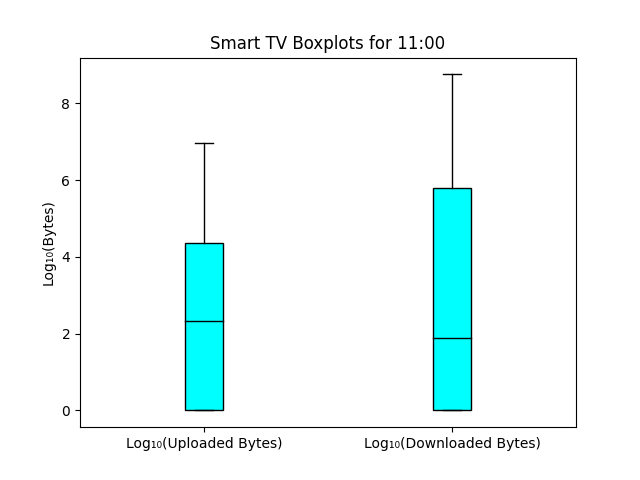 Smart TV Boxplots for 11:00
Log₁₀(Bytes)
8
6
4
2
0
Log₁₀(Uploaded Bytes)
Log₁₀(Downloaded Bytes)